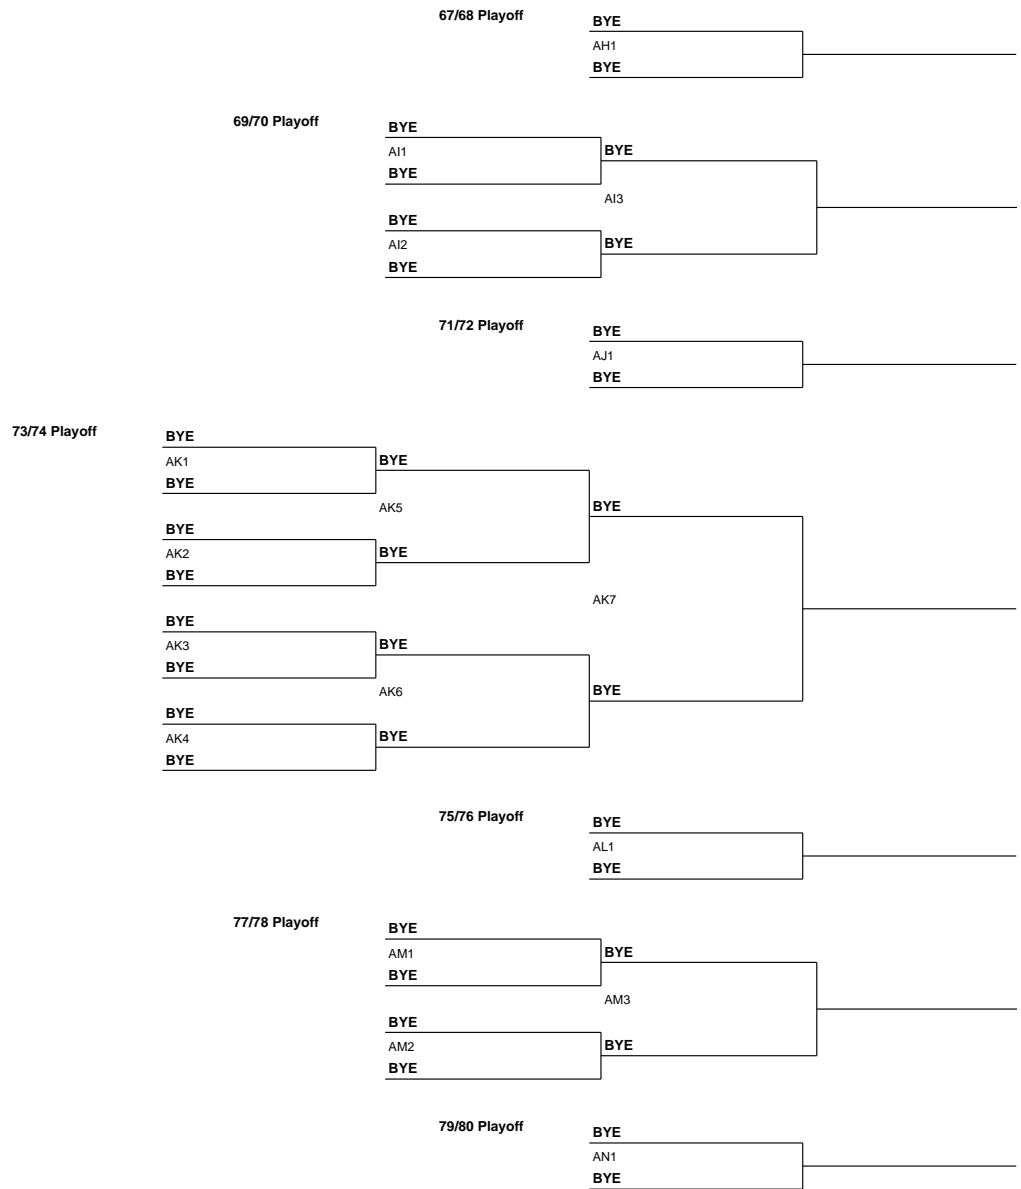 67/68 Playoff
BYE
AH1
BYE
69/70 Playoff
BYE
AI1
BYE
BYE
AI3
BYE
AI2
BYE
BYE
71/72 Playoff
BYE
AJ1
BYE
73/74 Playoff
BYE
AK1
BYE
BYE
AK5
BYE
BYE
AK2
BYE
BYE
AK7
BYE
AK3
BYE
BYE
AK6
BYE
BYE
AK4
BYE
BYE
75/76 Playoff
BYE
AL1
BYE
77/78 Playoff
BYE
AM1
BYE
BYE
AM3
BYE
AM2
BYE
BYE
79/80 Playoff
BYE
AN1
BYE